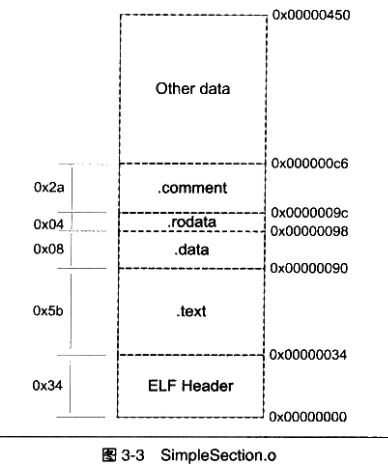 0x00000450
Other data
0x000000c6
0x2a
.comment
0x0000009c
0x04
.rodata
0x00000098
0x08
.data
0x00000090
0x5b
.text
0x00000034
0x34
ELF Header
0x00000000
图 3-3 SimpleSection.o